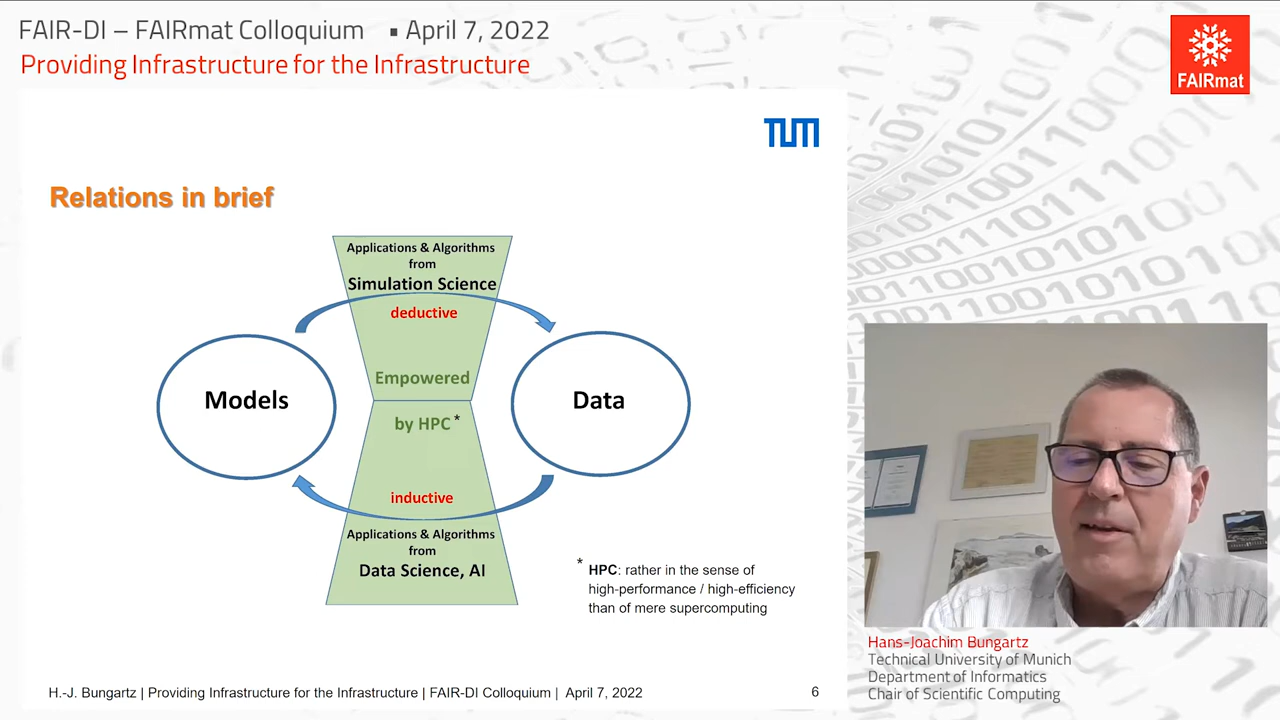 FAIR-DI – FAIRmat Colloquium ▪ April 7, 2022
Providing Infrastructure for the Infrastructure
FAIRmat
TUM
Relations in brief
Applications & Algorithms
from
Simulation Science
deductive
Empowered
Models
Data
by HPC *
inductive
Applications & Algorithms
from
Data Science, AI
* HPC: rather in the sense of
high-performance / high-efficiency
than of mere supercomputing
H.-J. Bungartz | Providing Infrastructure for the Infrastructure | FAIR-DI Colloquium | April 7, 2022
6
Hans-Joachim Bungartz
Technical University of Munich
Department of Informatics
Chair of Scientific Computing